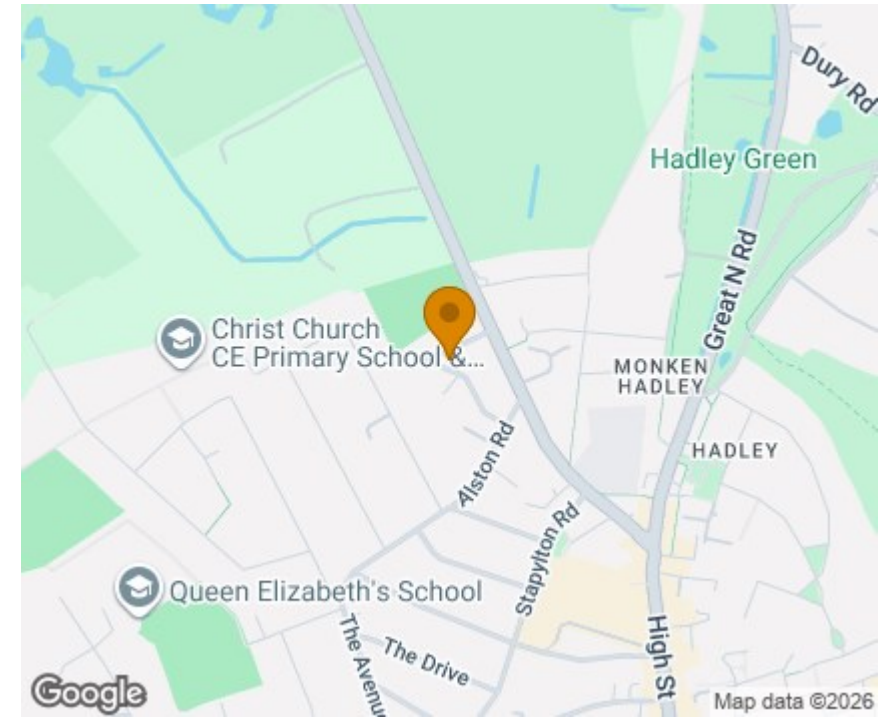 Dury Rd
Hadley Green
Great N Rd
Christ Church
CE Primary School &...
MONKEN
HADLEY
HADLEY
Alston Rd
Stapylton Rd
Queen Elizabeth's School
The Avenue
The Drive
High St
Google
Map data ©2026